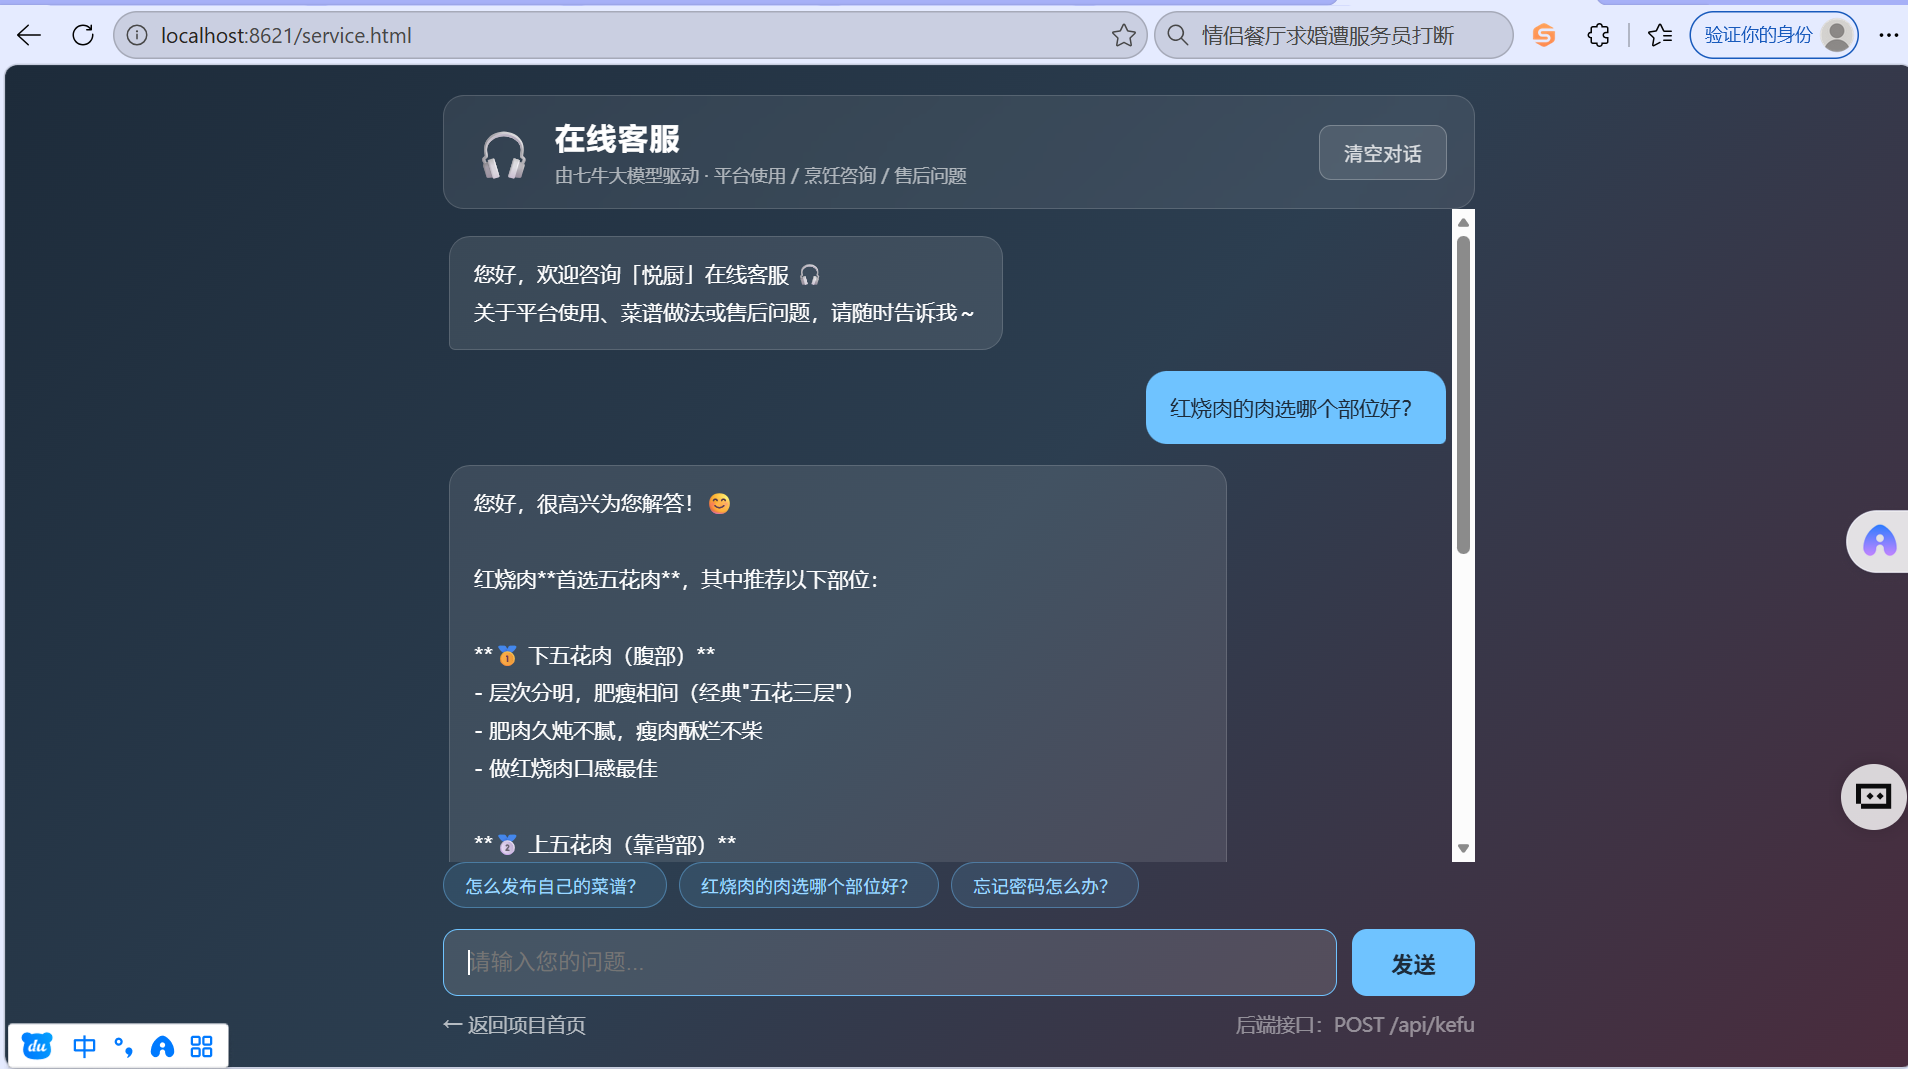 localhost:8621/service.html
情侣餐厅求婚遭服务员打断
验证你的身份
在线客服
由七牛大模型驱动 · 平台使用 / 烹饪咨询 / 售后问题
清空对话
您好，欢迎咨询「悦厨」在线客服 🎧
关于平台使用、菜谱做法或售后问题，请随时告诉我～
红烧肉的肉选哪个部位好？
您好，很高兴为您解答！😊
红烧肉**首选五花肉**，其中推荐以下部位：
**🥇 下五花肉（腹部）**
- 层次分明，肥瘦相间（经典"五花三层"）
- 肥肉久炖不腻，瘦肉酥烂不柴
- 做红烧肉口感最佳
**🥈 上五花肉（靠背部）**
怎么发布自己的菜谱？
红烧肉的肉选哪个部位好？
忘记密码怎么办？
请输入您的问题...
发送
← 返回项目首页
后端接口：POST /api/kefu
du 中